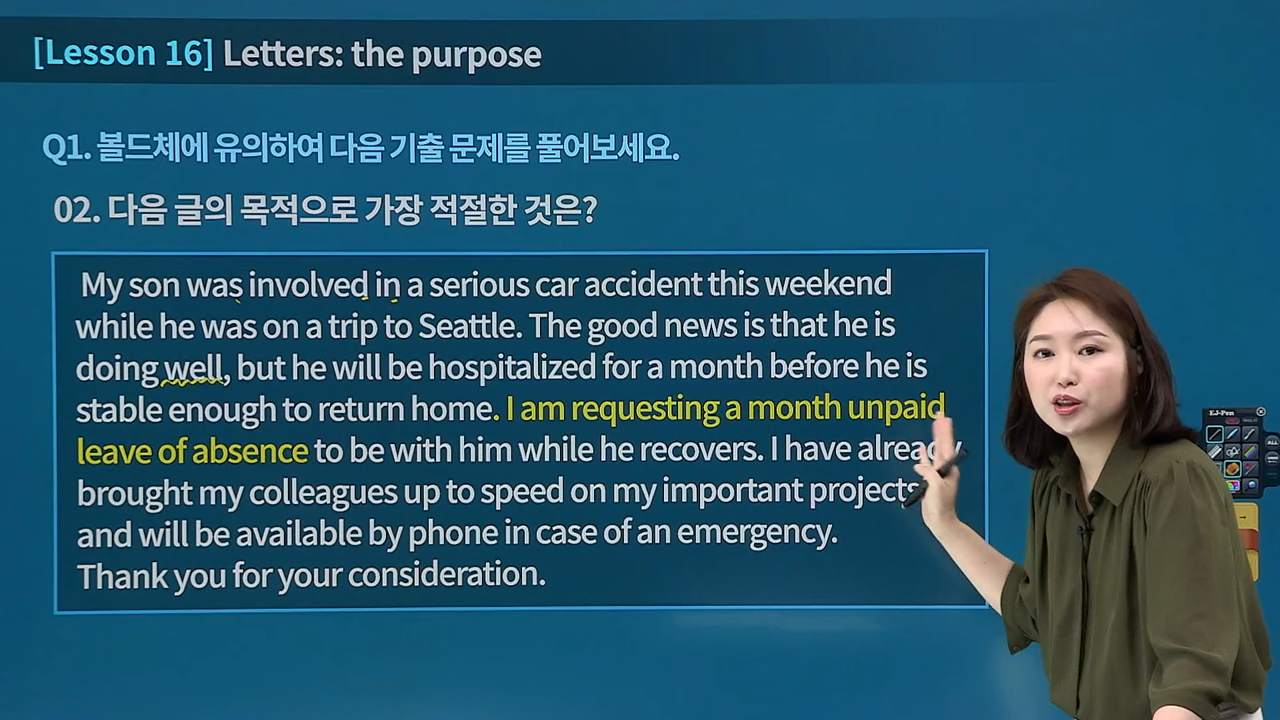 [Lesson 16] Letters: the purpose
Q1. 볼드체에 유의하여 다음 기출 문제를 풀어보세요.
02. 다음 글의 목적으로 가장 적절한 것은?
My son was involved in a serious car accident this weekend
while he was on a trip to Seattle. The good news is that he is
doing well, but he will be hospitalized for a month before he is
stable enough to return home. I am requesting a month unpaid
leave of absence to be with him while he recovers. I have already
brought my colleagues up to speed on my important projects
and will be available by phone in case of an emergency.
Thank you for your consideration.
EJ-Pen
ALL